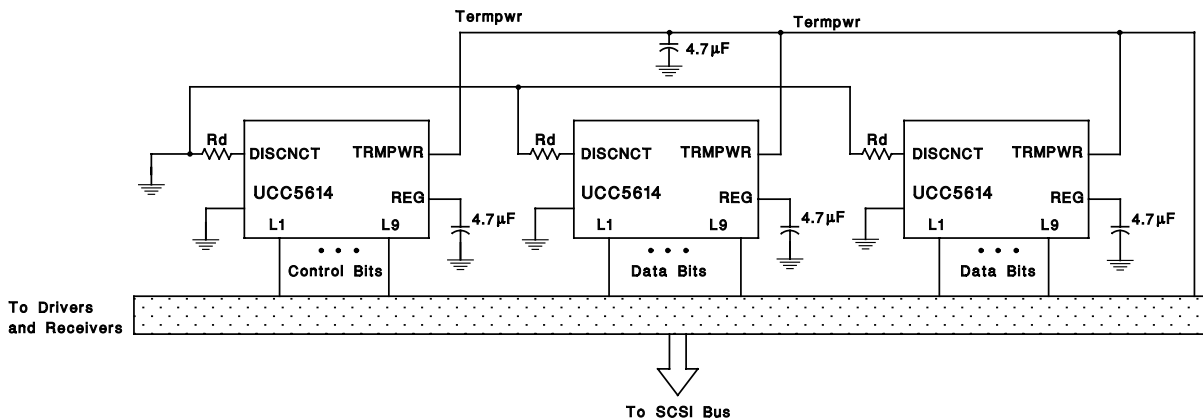 Termpwr
Termpwr
4.7µF
Rd
DISCNCT
TRMPWR
UCC5614
REG
L1
L9
4.7µF
Control Bits
Rd
DISCNCT
TRMPWR
UCC5614
REG
L1
L9
4.7µF
Data Bits
Rd
DISCNCT
TRMPWR
UCC5614
REG
L1
L9
4.7µF
Data Bits
To Drivers
and Receivers
To SCSI Bus